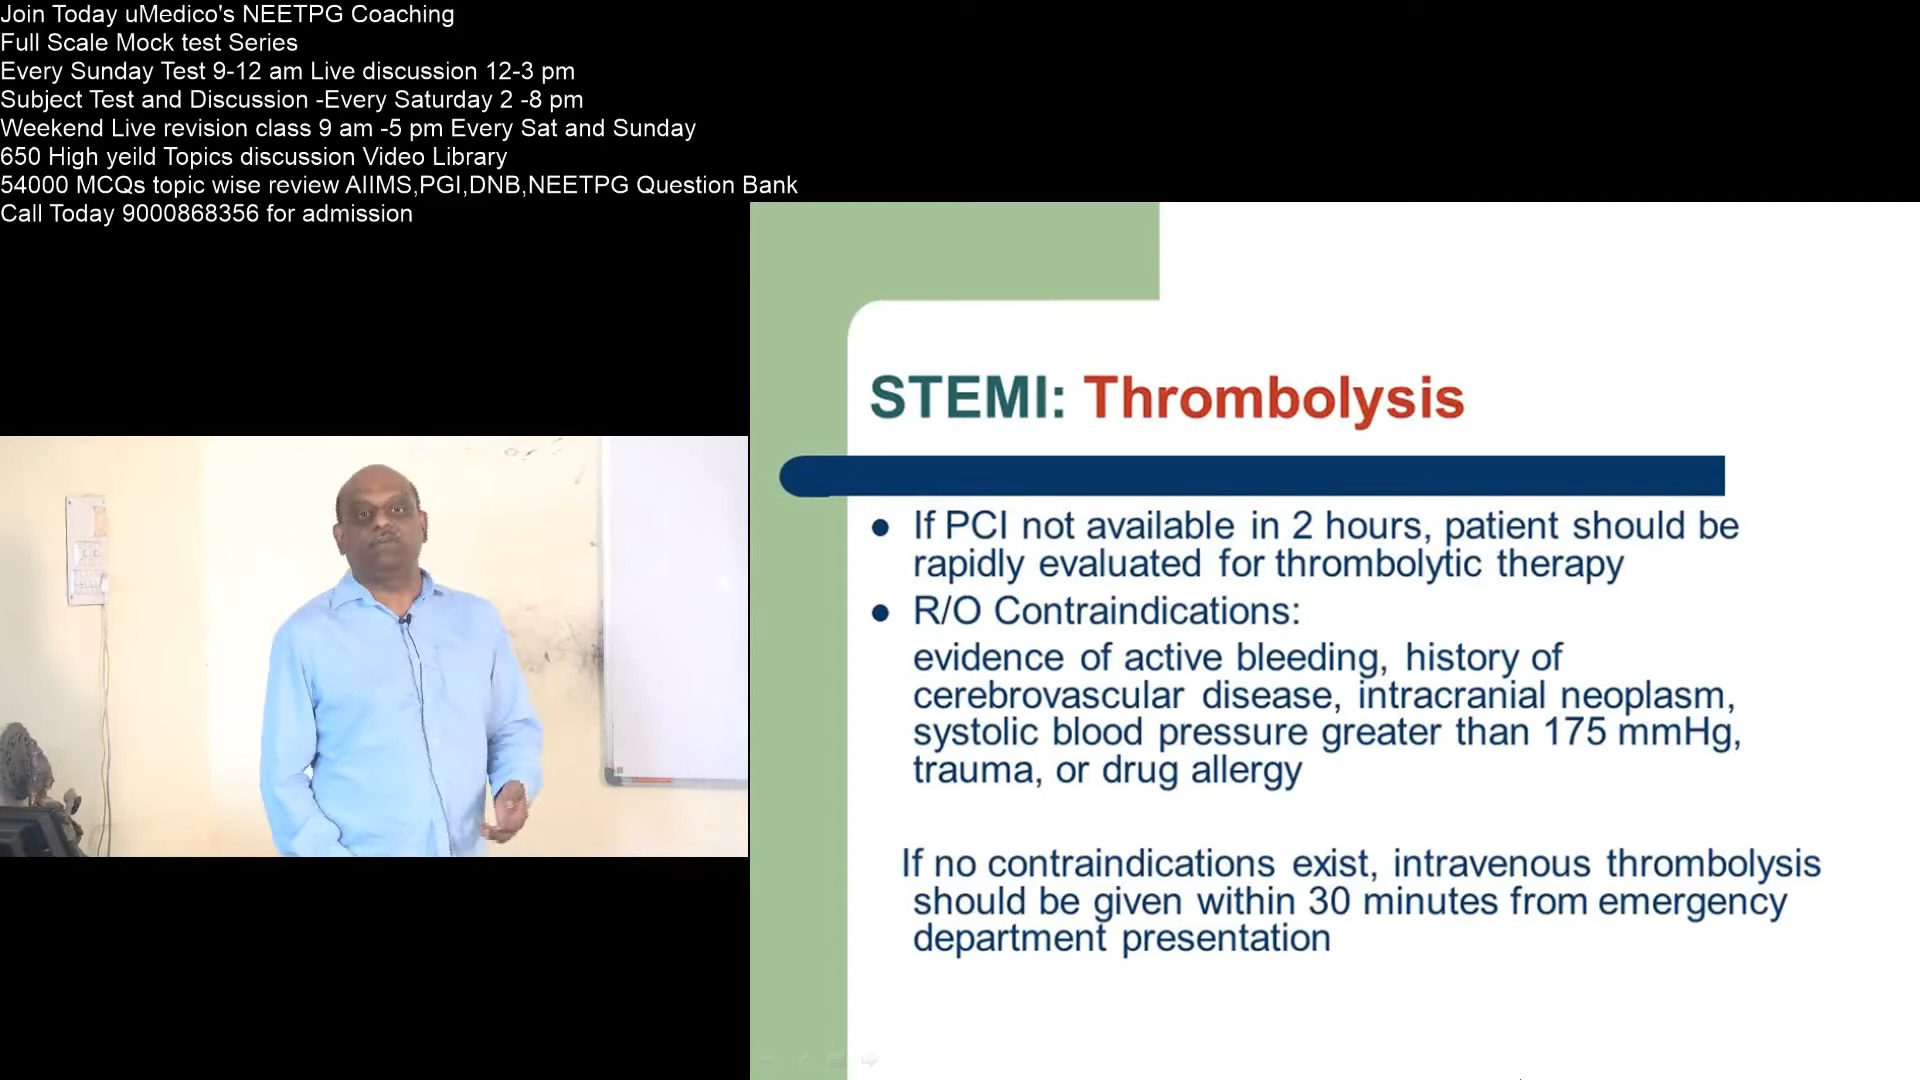 Join Today uMedico's NEETPG Coaching
Full Scale Mock test Series
Every Sunday Test 9-12 am Live discussion 12-3 pm
Subject Test and Discussion -Every Saturday 2 -8 pm
Weekend Live revision class 9 am -5 pm Every Sat and Sunday
650 High yeild Topics discussion Video Library
54000 MCQs topic wise review AIIMS,PGI,DNB,NEETPG Question Bank
Call Today 9000868356 for admission
STEMI: Thrombolysis
● If PCI not available in 2 hours, patient should be
rapidly evaluated for thrombolytic therapy
● R/O Contraindications:
evidence of active bleeding, history of
cerebrovascular disease, intracranial neoplasm,
systolic blood pressure greater than 175 mmHg,
trauma, or drug allergy
If no contraindications exist, intravenous thrombolysis
should be given within 30 minutes from emergency
department presentation